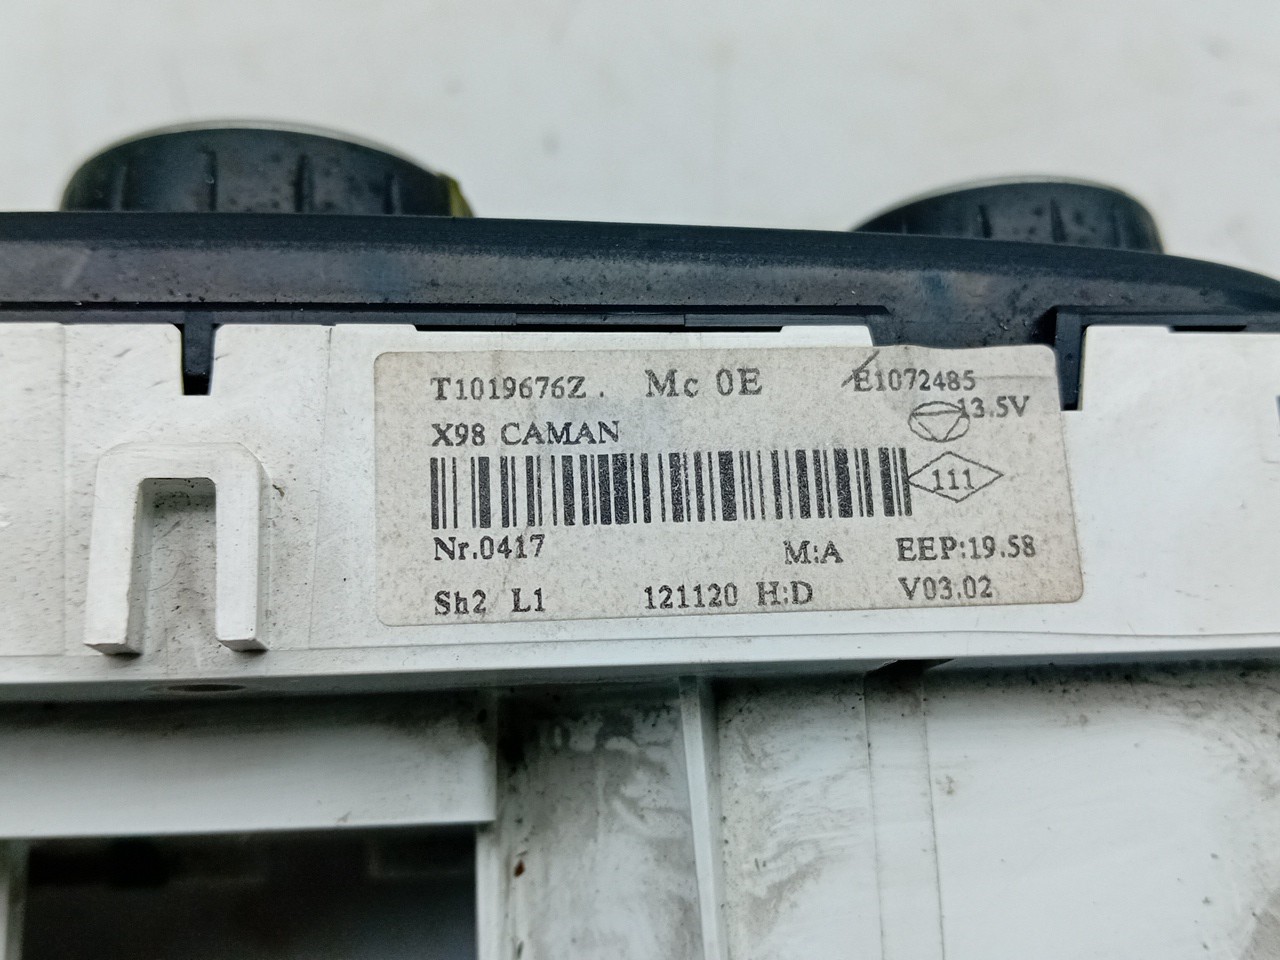 T1019676Z. Mc 0E E1072485
13.5V
X98 CAMAN
111
Nr.0417 M:A EEP:19.58
Sh2 L1 121120 H:D V03.02